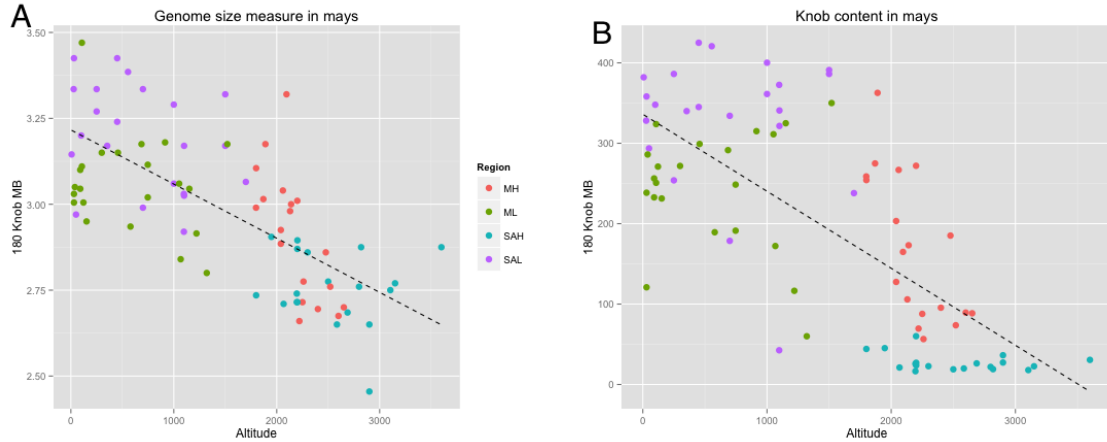 A
Genome size measure in mays
3.50
3.25
3.00
2.75
2.50
180 Knob MB
0
1000
2000
3000
Altitude
Region
MH
ML
SAH
SAL
B
Knob content in mays
400
300
200
100
0
180 Knob MB
0
1000
2000
3000
Altitude